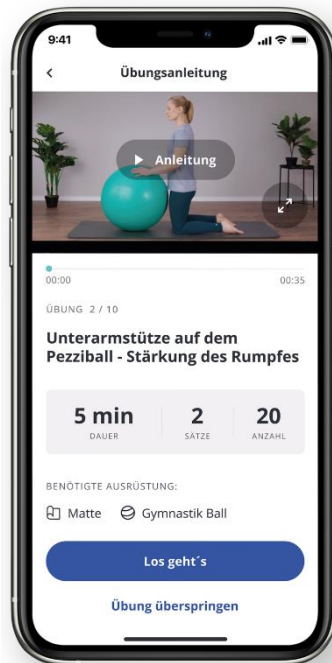 9:41
Übungsanleitung
Anleitung
00:00
00:35
ÜBUNG 2 / 10
Unterarmstütze auf dem
Pezziball - Stärkung des Rumpfes
5 min 2 20
DAUER SÄTZE ANZAHL
BENÖTIGTE AUSRÜSTUNG:
Matte Gymnastik Ball
Los geht´s
Übung überspringen